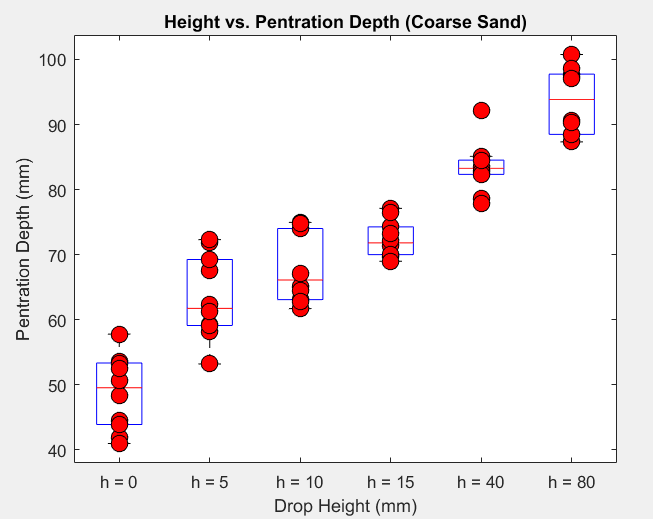 Height vs. Pentration Depth (Coarse Sand)
Pentration Depth (mm)
100
90
80
70
60
50
40
h = 0 h = 5 h = 10 h = 15 h = 40 h = 80
Drop Height (mm)